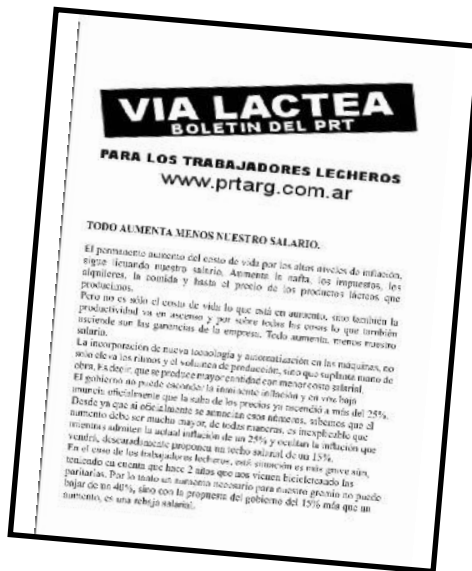 VIA LACTEA
BOLETIN DEL PRT
PARA LOS TRABAJADORES LECHEROS
www.prtarg.com.ar
TODO AUMENTA MENOS NUESTRO SALARIO.
El permanente aumento del costo de vida por los altos niveles de inflación,
sigue licuando nuestro salario. Aumenta la nafta, los impuestos, los
alquileres, la comida y hasta el precio de los productos lácteos que
producimos.
Pero no es sólo el costo de vida lo que está en aumento, sino también la
productividad va en ascenso y por sobre todas las cosas lo que también
asciende son las ganancias de la empresa. Todo aumenta, menos nuestro
salario.
La incorporación de nueva tecnología y automatización en las máquinas, no
sólo eleva los ritmos y el volumen de producción, sino que suplanta mano de
obra. Es decir, que se produce mayor cantidad con menor costo salarial.
El gobierno no puede esconder la inminente inflación y en voz baja
anuncia oficialmente que la suba de los precios ya ascendió a más del 25%.
Desde ya que si oficialmente se anuncian esos números, sabemos que el
aumento debe ser mucho mayor, de todas maneras, es inexplicable que
mientras admiten la actual inflación de un 25% y ocultan la inflación que
vendrá, descaradamente proponen un techo salarial de un 15%.
En el caso de los trabajadores lecheros, esta situación es más grave aún,
teniendo en cuenta que hace 2 años que nos vienen bicicleteando las
paritarias. Por lo tanto un aumento necesario para nuestro gremio no puede
bajar de un 40%, sino con la propuesta del gobierno del 15% más que un
aumento, es una rebaja salarial.